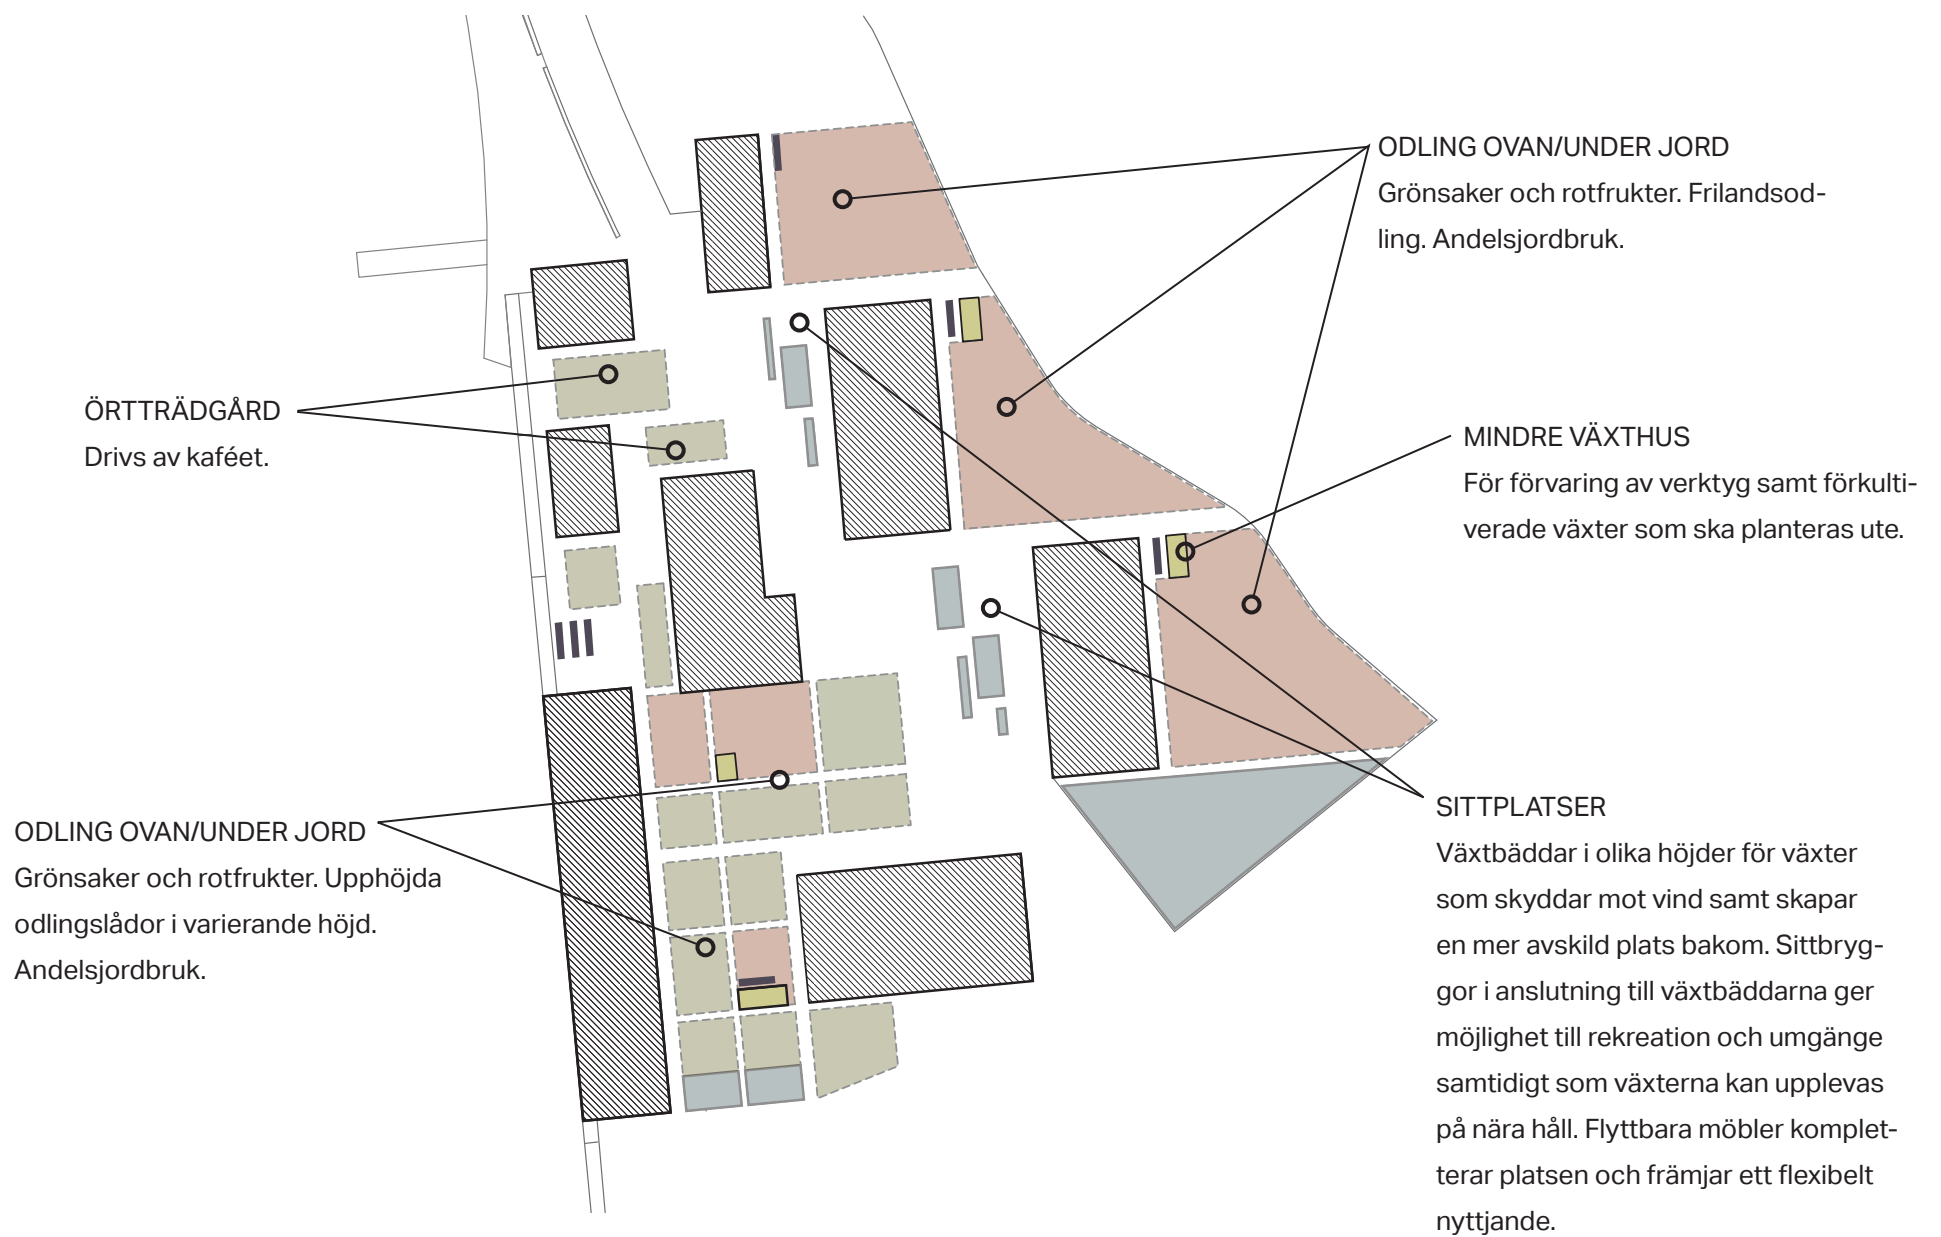 ODLING OVAN/UNDER JORD
Grönsaker och rotfrukter. Frilandsod-
ling. Andelsjordbruk.
ÖRTTRÄDGÅRD
Drivs av kaféet.
MINDRE VÄXTHUS
För förvaring av verktyg samt förkulti-
verade växter som ska planteras ute.
ODLING OVAN/UNDER JORD
Grönsaker och rotfrukter. Upphöjda
odlingslådor i varierande höjd.
Andelsjordbruk.
SITTPLATSER
Växtbäddar i olika höjder för växter
som skyddar mot vind samt skapar
en mer avskild plats bakom. Sittbryg-
gor i anslutning till växtbäddarna ger
möjlighet till rekreation och umgänge
samtidigt som växterna kan upplevas
på nära håll. Flyttbara möbler komplet-
terar platsen och främjar ett flexibelt
nyttjande.